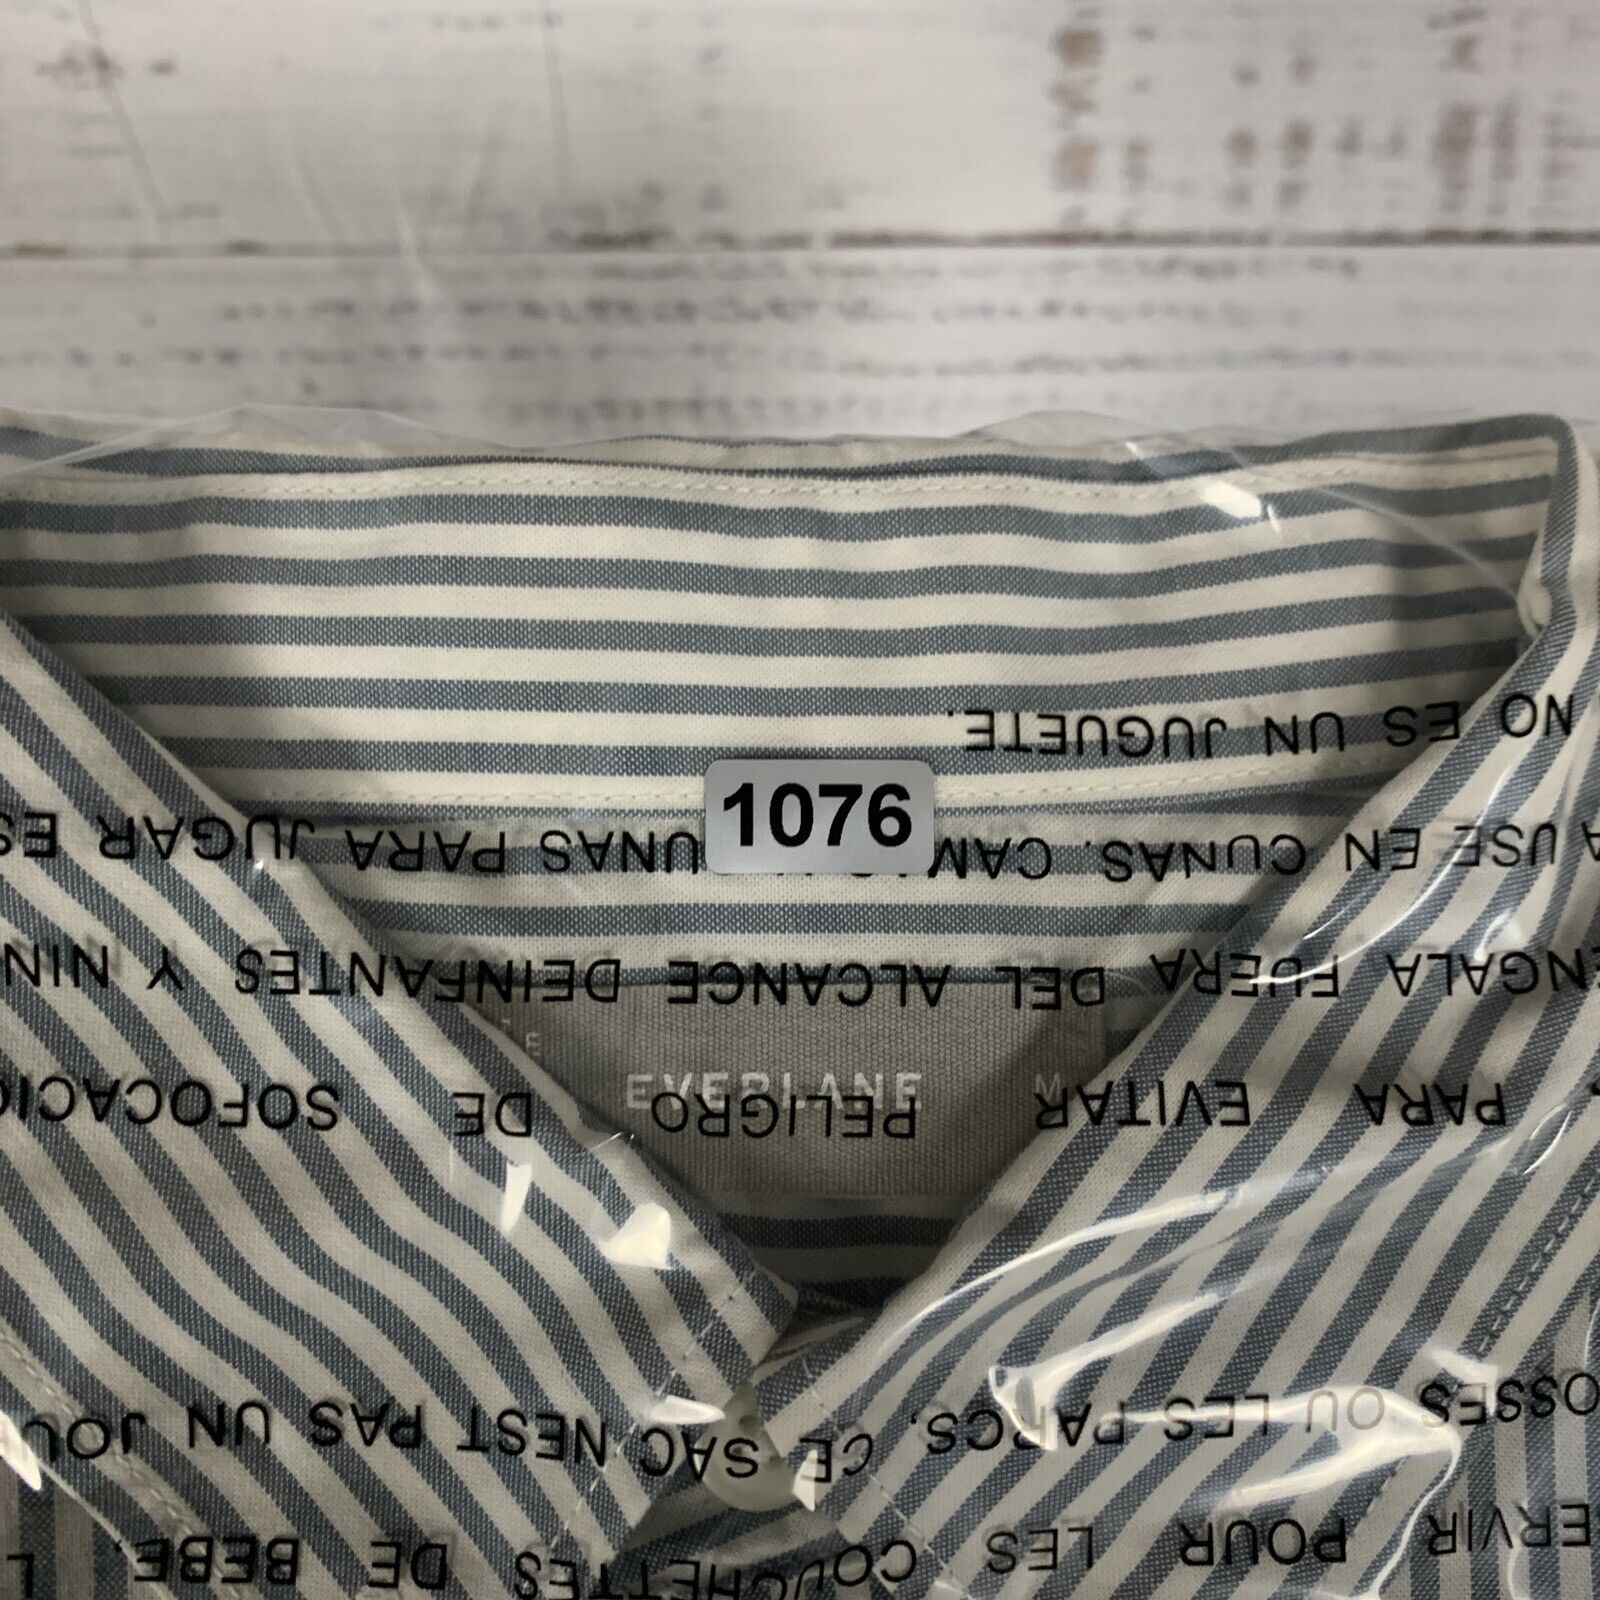 1076
EVERLANE M
ERVIR POUR LES COUCHETTES DE BEBE. L
OSSES OU LES PARCS. CE SAC NEST PAS UN JOU
PARA EVITAR PELIGRO DE SOFOCACIO
ENGALA FUERA DEL ALCANCE DEINFANTES Y NIN
A USE EN CUNAS. CAM UNAS PARA JUGAR ES
NO ES UN JUGUETE.